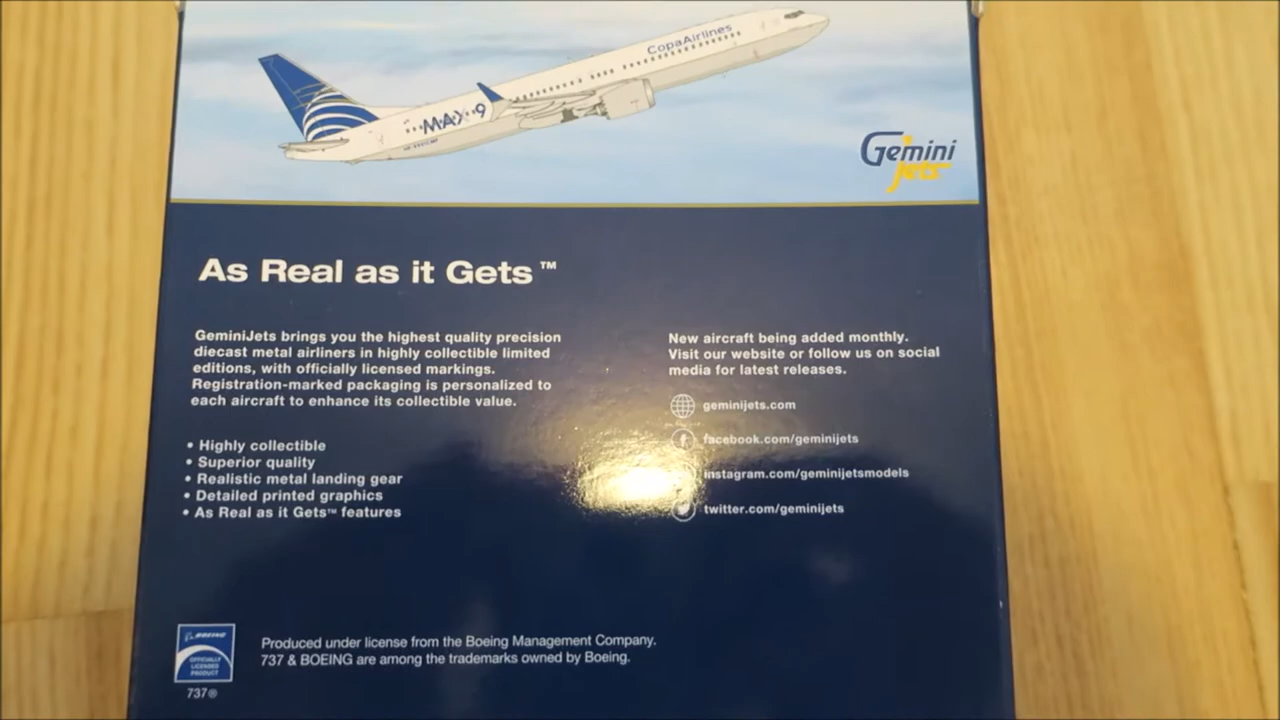 CopaAirlines
MAX 9
Gemini
Jets
As Real as it Gets™
GeminiJets brings you the highest quality precision
diecast metal airliners in highly collectible limited
editions, with officially licensed markings.
Registration-marked packaging is personalized to
each aircraft to enhance its collectible value.
• Highly collectible
• Superior quality
• Realistic metal landing gear
• Detailed printed graphics
• As Real as it Gets™ features
New aircraft being added monthly.
Visit our website or follow us on social
media for latest releases.
geminijets.com
facebook.com/geminijets
instagram.com/geminijetsmodels
twitter.com/geminijets
BOEING
OFFICIALLY
LICENSED
PRODUCT
737®
Produced under license from the Boeing Management Company.
737 & BOEING are among the trademarks owned by Boeing.